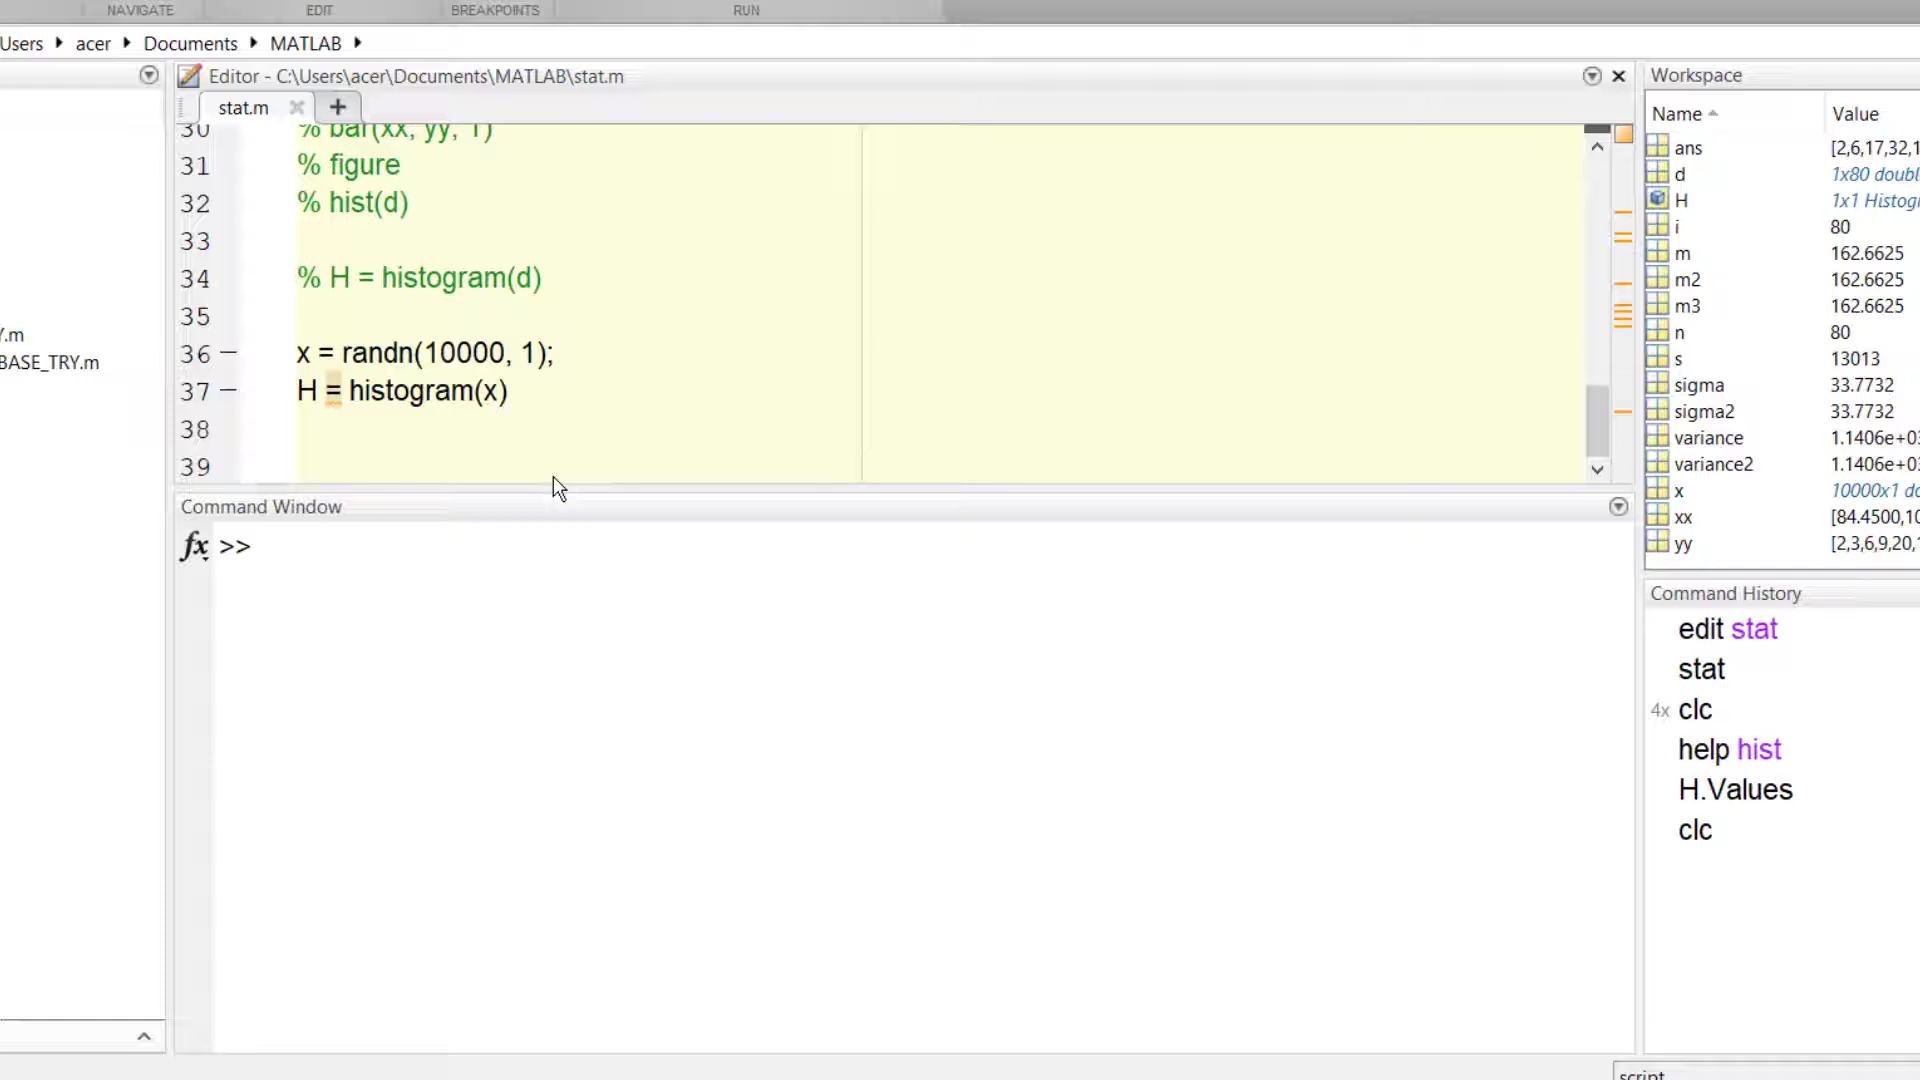 NAVIGATE EDIT BREAKPOINTS RUN
Users acer Documents MATLAB
Editor - C:\Users\acer\Documents\MATLAB\stat.m
stat.m +
30 % bar(xx, yy, 1)
31 % figure
32 % hist(d)
33
34 % H = histogram(d)
35
36 – x = randn(10000, 1);
37 – H = histogram(x)
38
39
Y.m
BASE_TRY.m
Command Window
fx >>
Workspace
Name Value
ans [2,6,17,32,1
d 1x80 doubl
H 1x1 Histog
i 80
m 162.6625
m2 162.6625
m3 162.6625
n 80
s 13013
sigma 33.7732
sigma2 33.7732
variance 1.1406e+03
variance2 1.1406e+03
x 10000x1 do
xx [84.4500,10
yy [2,3,6,9,20,
Command History
edit stat
stat
4x clc
help hist
H.Values
clc
script